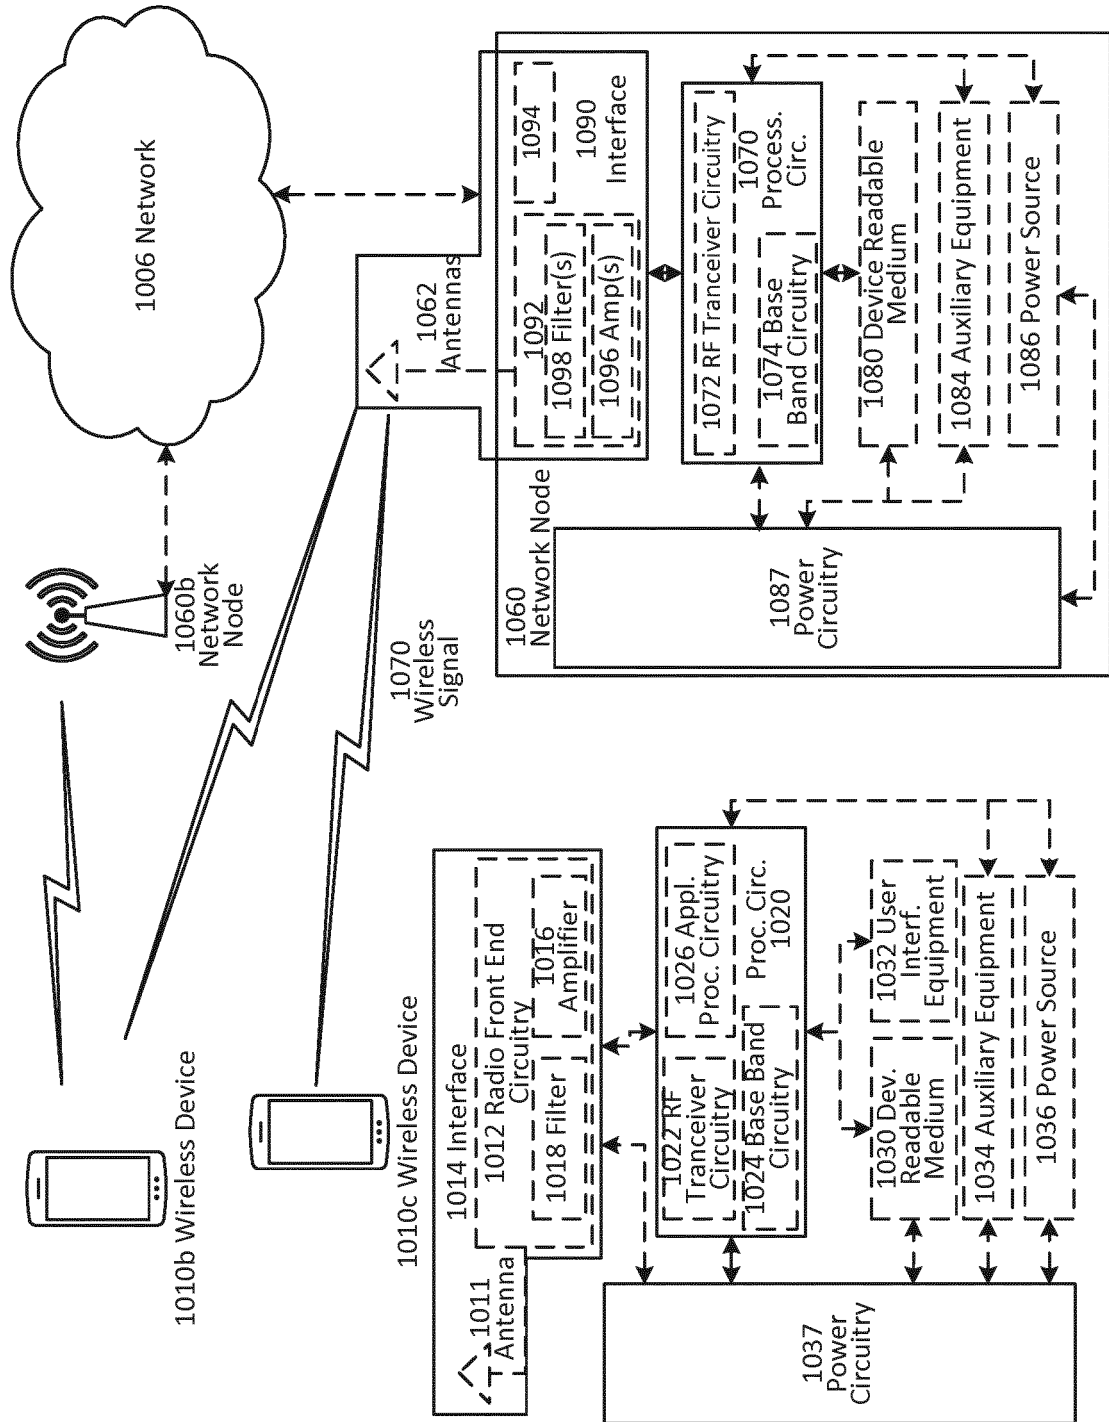 1006 Network
1060b
Network
Node
1010b Wireless Device
1010c Wireless Device
1070
Wireless
Signal
1062
Antennas
1060
Network Node
1094
1090
Interface
1092
1098 Filter(s)
1096 Amp(s)
1072 RF Tranceiver Circuitry
1070
Process.
Circ.
1074 Base
Band Circuitry
1080 Device Readable
Medium
1084 Auxiliary Equipment
1086 Power Source
1087
Power
Circuitry
1014 Interface
1012 Radio Front End
Circuitry
1016
Amplifier
1018 Filter
1011
Antenna
1026 Appl.
Proc. Circuitry
1022 RF
Tranceiver
Circuitry
1024 Base Band
Circuitry
Proc. Circ.
1020
1032 User
Interf.
Equipment
1030 Dev.
Readable
Medium
1034 Auxiliary Equipment
1036 Power Source
1037
Power
Circuitry